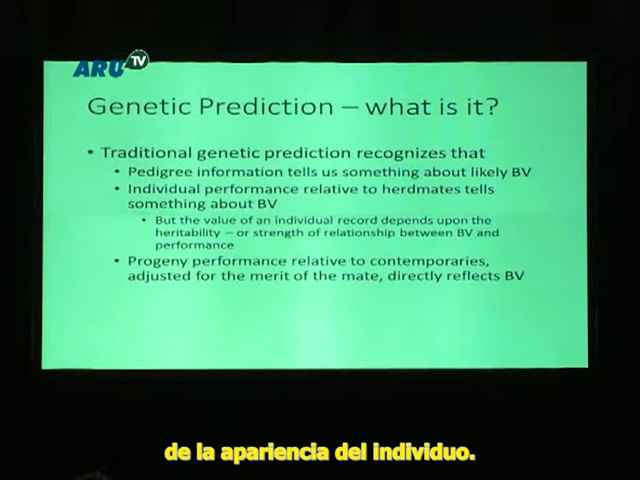 ARU TV
Genetic Prediction – what is it?
• Traditional genetic prediction recognizes that
• Pedigree information tells us something about likely BV
• Individual performance relative to herdmates tells
something about BV
• But the value of an individual record depends upon the
heritability – or strength of relationship between BV and
performance
• Progeny performance relative to contemporaries,
adjusted for the merit of the mate, directly reflects BV
de la apariencia del individuo.